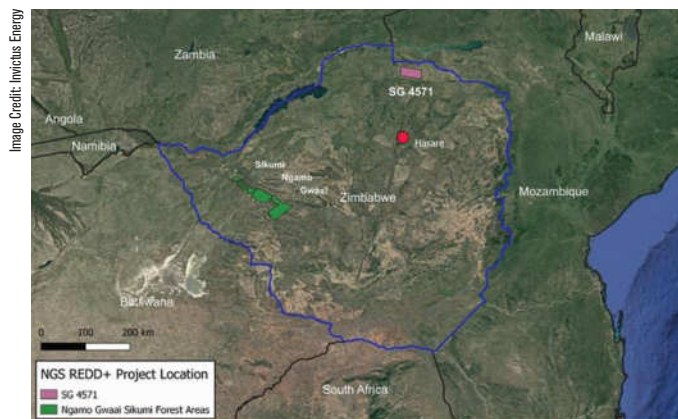 Image Credit: Invictus Energy
Zambia
Malawi
SG 4571
Angola
Namibia
Harare
Sikumi
Ngamo
Gwaai
Zimbabwe
Mozambique
Botswana
0 100 200 km
NGS REDD+ Project Location
SG 4571
Ngamo Gwaai Sikumi Forest Areas
South Africa